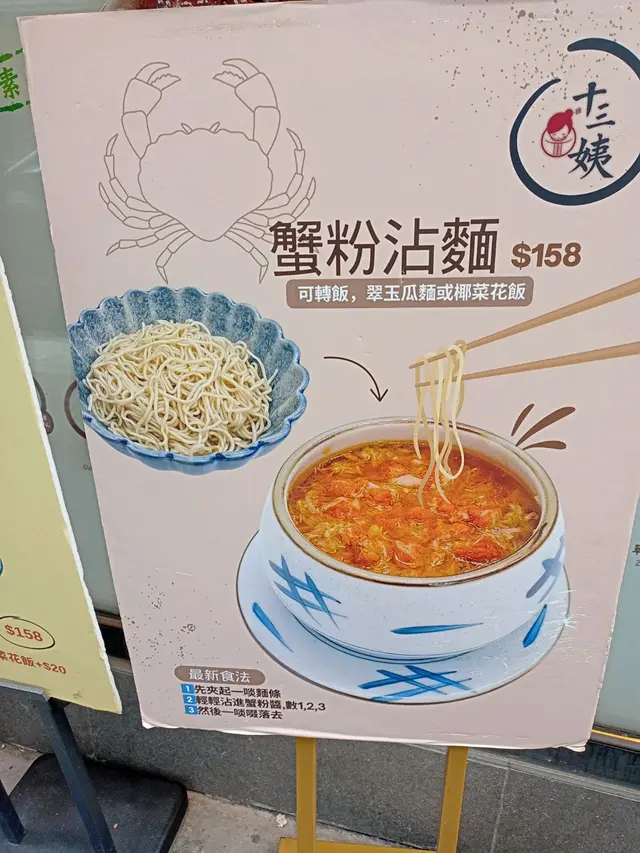 素
十三姨
蟹粉沾麵 $158
可轉飯，翠玉瓜麵或椰菜花飯
最新食法
1 先夾起一啖麵條
2 輕輕沾進蟹粉醬,數1,2,3
3 然後一啖啜落去
$158
菜花飯+$20